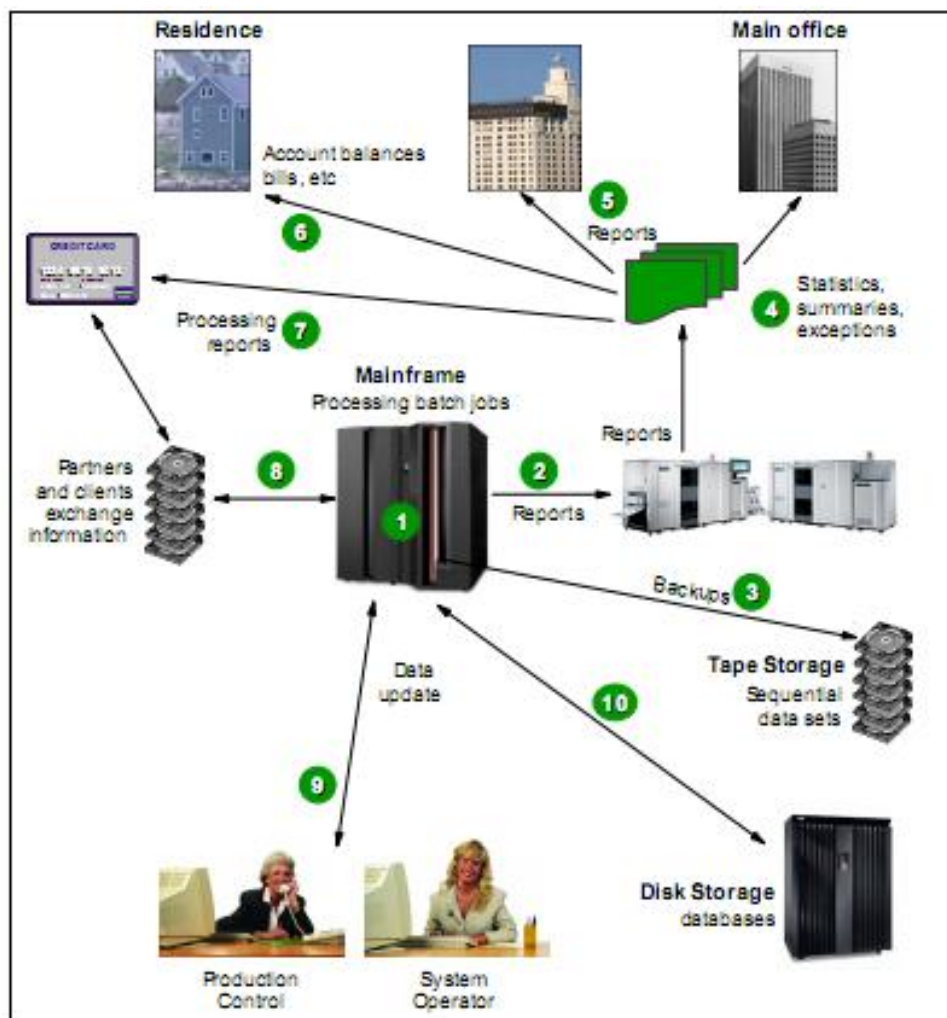 Residence
Main office
Account balances
bills, etc
5
Reports
6
CREDIT CARD
Statistics,
4
summaries,
exceptions
Processing
7
reports
Mainframe
Processing batch jobs
Reports
Partners
and clients
exchange
information
8
1
2
Reports
Backups
3
Tape Storage
Sequential
data sets
Data
update
10
9
Disk Storage
databases
Production
Control
System
Operator